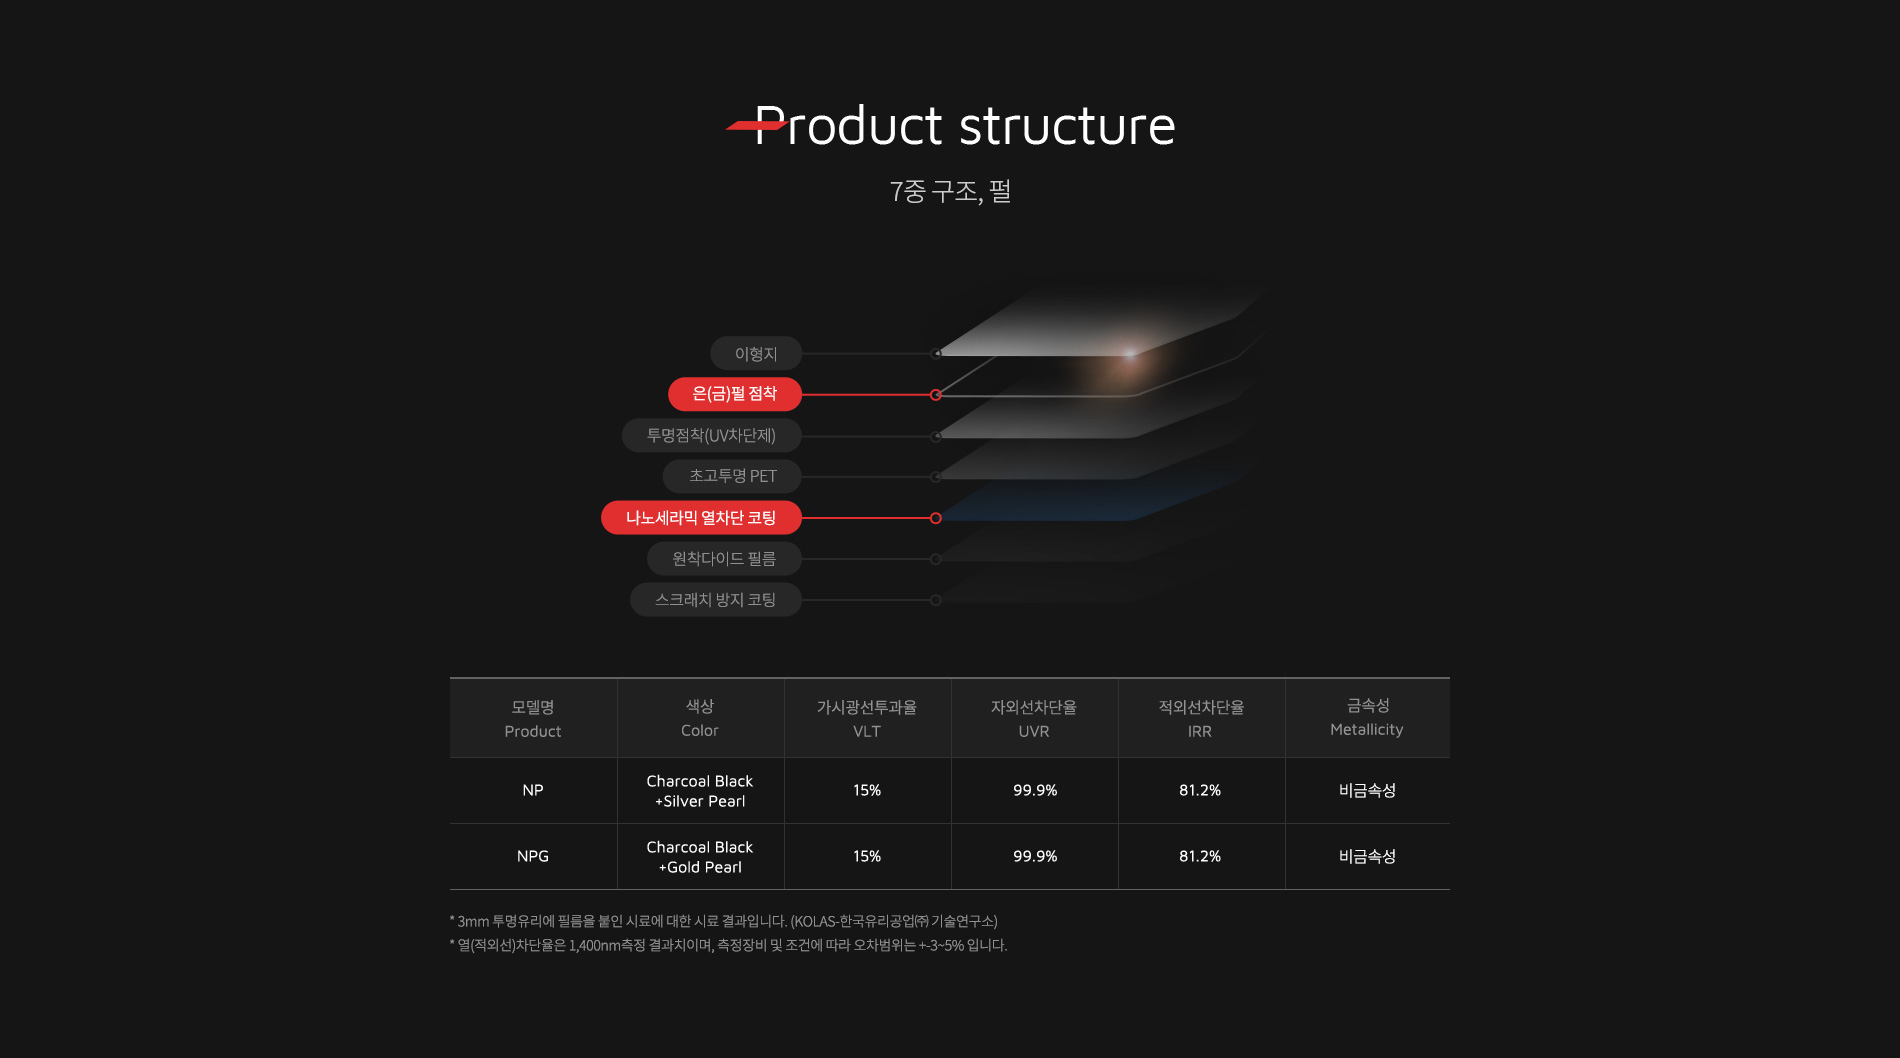 Product structure
7중 구조, 펄
이형지
은(금)펄 점착
투명점착(UV차단제)
초고투명 PET
나노세라믹 열차단 코팅
원착다이드 필름
스크래치 방지 코팅
모델명 색상 가시광선투과율 자외선차단율 적외선차단율 금속성
Product Color VLT UVR IRR Metallicity
NP Charcoal Black 15% 99.9% 81.2% 비금속성
+Silver Pearl
NPG Charcoal Black 15% 99.9% 81.2% 비금속성
+Gold Pearl
* 3mm 투명유리에 필름을 붙인 시료에 대한 시료 결과입니다. (KOLAS-한국유리공업㈜ 기술연구소)
* 열(적외선)차단율은 1,400nm측정 결과치이며, 측정장비 및 조건에 따라 오차범위는 +-3~5% 입니다.